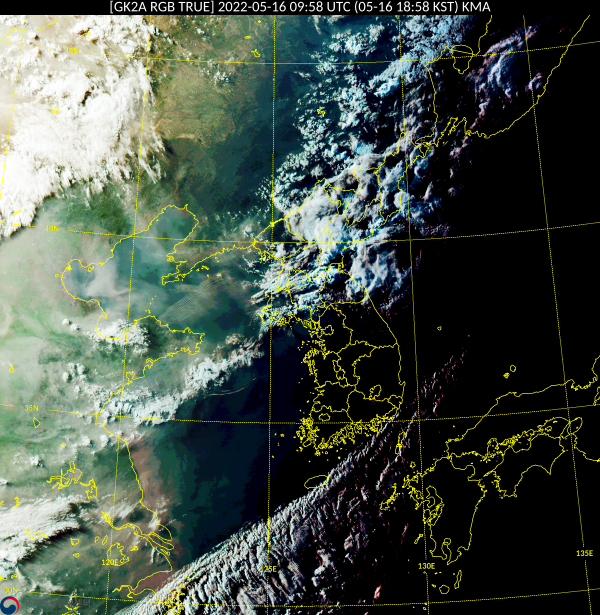 [GK2A RGB TRUE] 2022-05-16 09:58 UTC (05-16 18:58 KST) KMA
35N
135E
120E
125E
130E